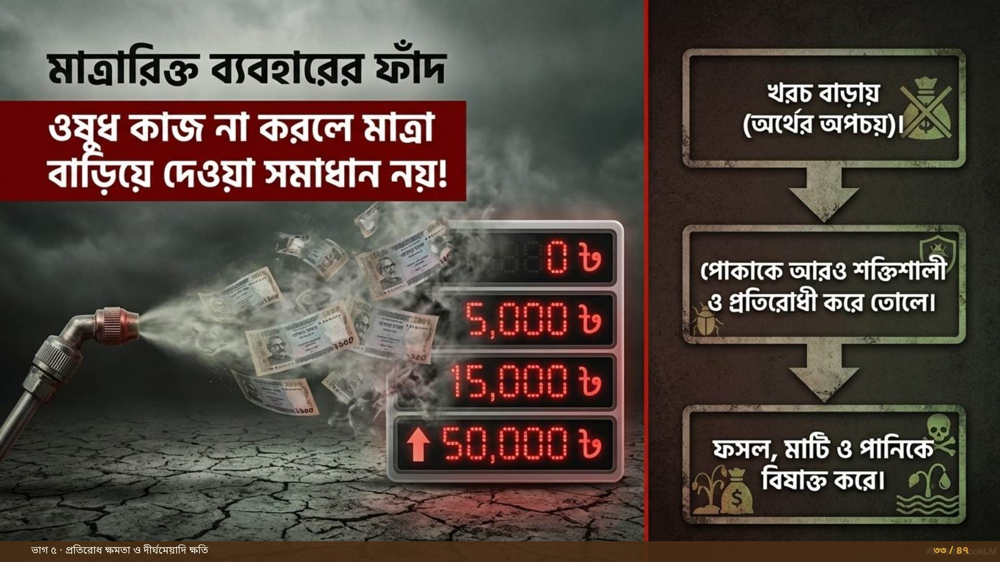 মাত্রারিক্ত ব্যবহারের ফাঁদ
ওষুধ কাজ না করলে মাত্রা
বাড়িয়ে দেওয়া সমাধান নয়!
0 ৳
5,000 ৳
15,000 ৳
50,000 ৳
খরচ বাড়ায়
(অর্থের অপচয়)।
পোকাকে আরও শক্তিশালী
ও প্রতিরোধী করে তোলে।
ফসল, মাটি ও পানিকে
বিষাক্ত করে।
ভাগ ৫ · প্রতিরোধ ক্ষমতা ও দীর্ঘমেয়াদি ক্ষতি
৩৩ / ৪৭